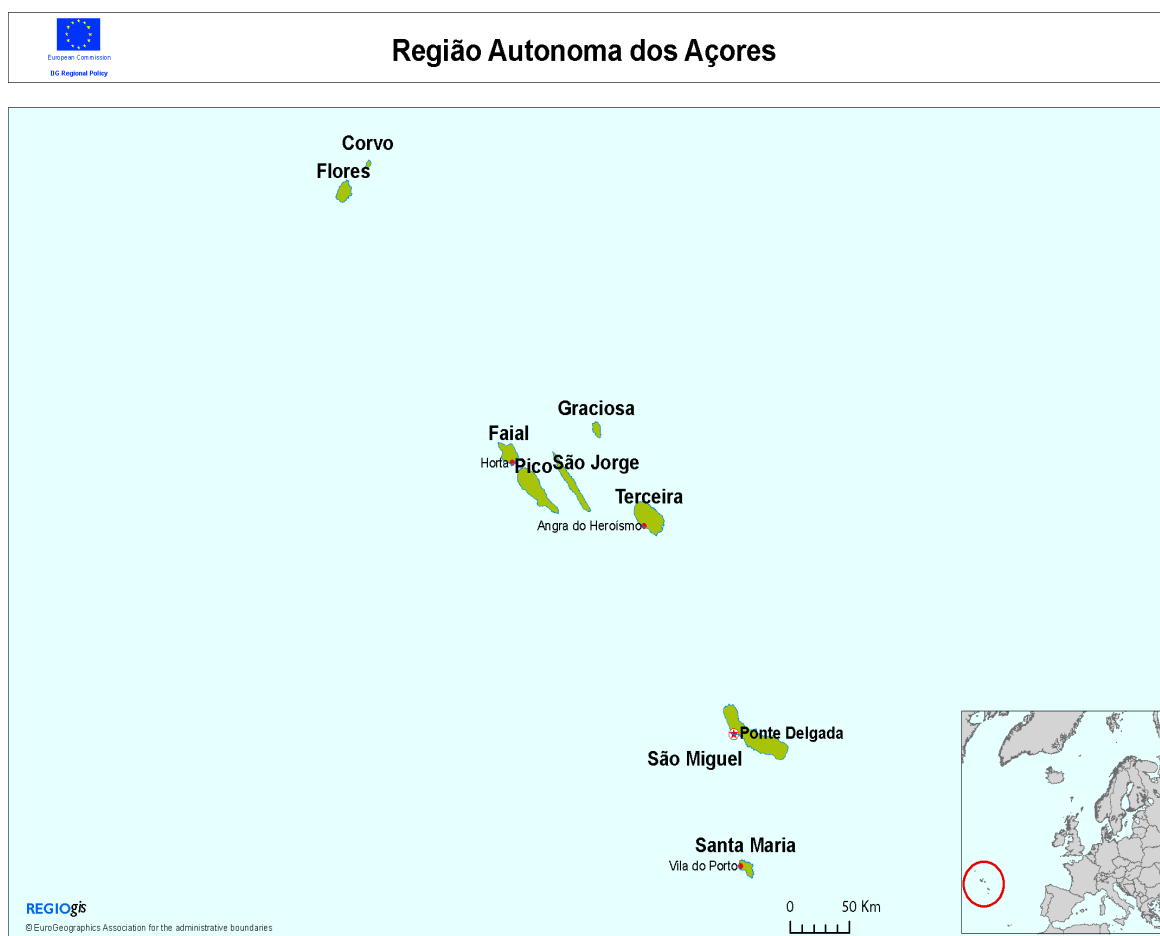 European Commission
DG Regional Policy
Região Autonoma dos Açores
Corvo
Flores
Graciosa
Faial
Horta
Pico
São Jorge
Terceira
Angra do Heroísmo
Ponte Delgada
São Miguel
Santa Maria
Vila do Porto
0 50 Km
REGIOgis
© EuroGeographics Association for the administrative boundaries